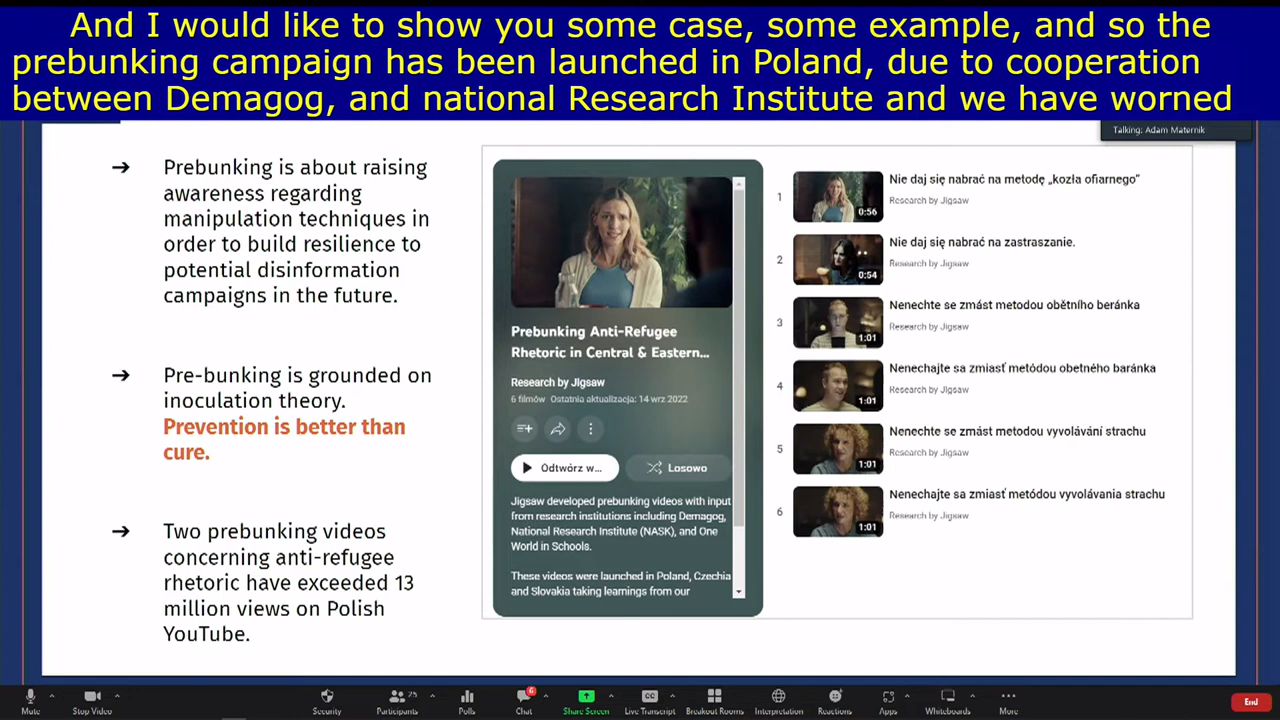 And I would like to show you some case, some example, and so the
prebunking campaign has been launched in Poland, due to cooperation
between Demagog, and national Research Institute and we have worned
Talking: Adam Maternik
➔ Prebunking is about raising
awareness regarding
manipulation techniques in
order to build resilience to
potential disinformation
campaigns in the future.
➔ Pre-bunking is grounded on
inoculation theory.
Prevention is better than
cure.
➔ Two prebunking videos
concerning anti-refugee
rhetoric have exceeded 13
million views on Polish
YouTube.
Prebunking Anti-Refugee
Rhetoric in Central & Eastern...
Research by Jigsaw
6 filmów Ostatnia aktualizacja: 14 wrz 2022
Odtwórz w...
Losowo
Jigsaw developed prebunking videos with input
from research institutions including Demagog,
National Research Institute (NASK), and One
World in Schools.
These videos were launched in Poland, Czechia
and Slovakia taking learnings from our
1
0:56
Nie daj się nabrać na metodę „kozła ofiarnego"
Research by Jigsaw
2
0:54
Nie daj się nabrać na zastraszanie.
Research by Jigsaw
3
1:01
Nenechte se zmást metodou obětního beránka
Research by Jigsaw
4
1:01
Nenechajte sa zmiasť metódou obetného baránka
Research by Jigsaw
5
1:01
Nenechte se zmást metodou vyvolávání strachu
Research by Jigsaw
6
1:01
Nenechajte sa zmiasť metódou vyvolávania strachu
Research by Jigsaw
Mute
Stop Video
Security
Participants
Polls
6
Chat
Share Screen
CC
Live Transcript
Breakout Rooms
Interpretation
Reactions
Apps
Whiteboards
More
End